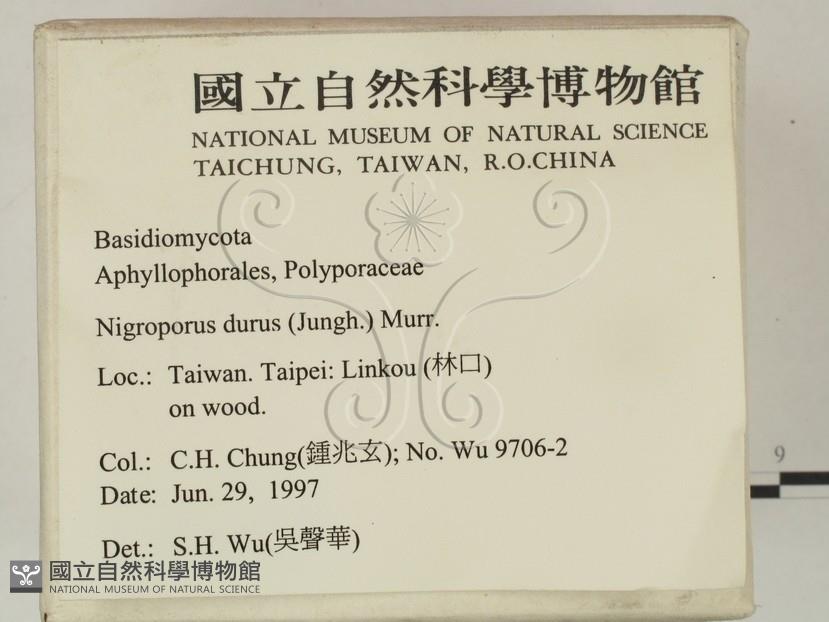 國立自然科學博物館
NATIONAL MUSEUM OF NATURAL SCIENCE
TAICHUNG, TAIWAN, R.O.CHINA
Basidiomycota
Aphyllophorales, Polyporaceae
Nigroporus durus (Jungh.) Murr.
Loc.: Taiwan. Taipei: Linkou (林口)
on wood.
Col.: C.H. Chung(鍾兆玄); No. Wu 9706-2
Date: Jun. 29, 1997
Det.: S.H. Wu(吳聲華)
9
國立自然科學博物館
NATIONAL MUSEUM OF NATURAL SCIENCE